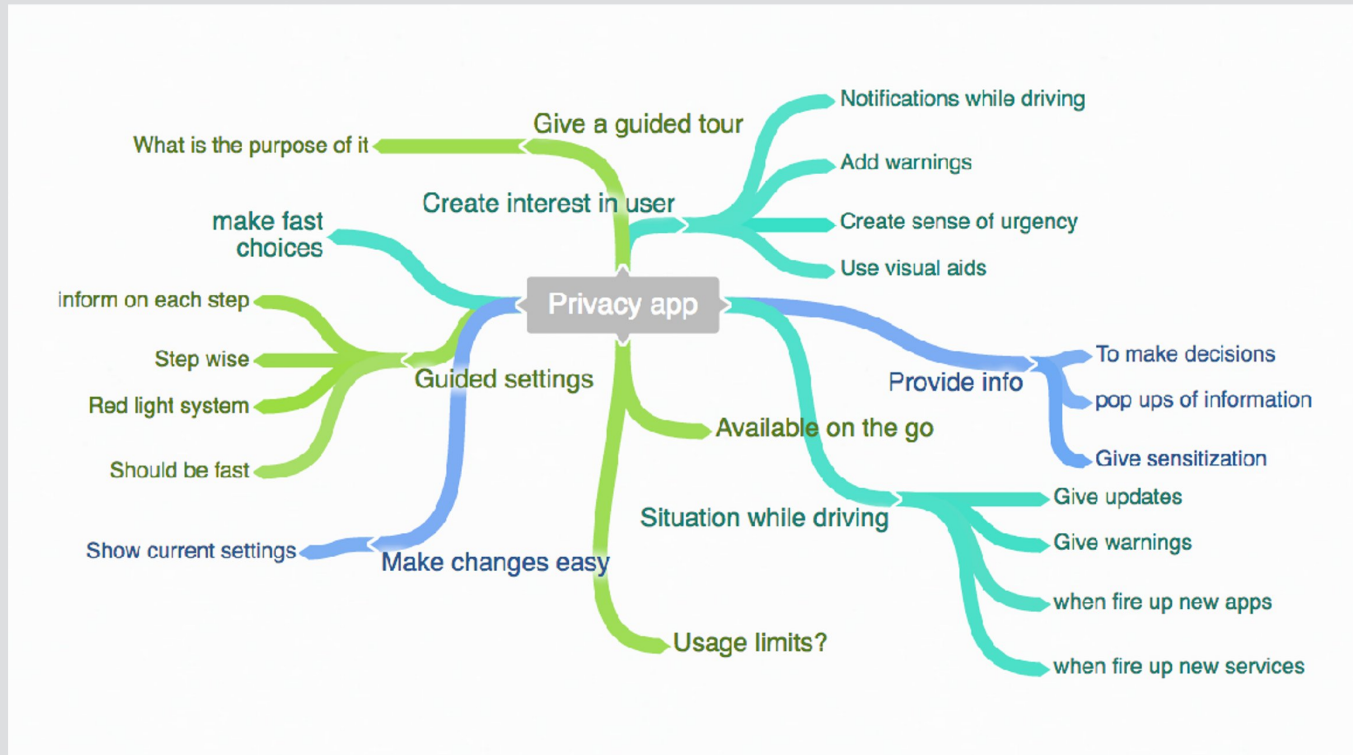 Notifications while driving
Give a guided tour
What is the purpose of it
Add warnings
Create interest in user
make fast
choices
Create sense of urgency
Use visual aids
inform on each step
Privacy app
Step wise
To make decisions
Guided settings
Provide info
Red light system
pop ups of information
Available on the go
Should be fast
Give sensitization
Give updates
Situation while driving
Give warnings
Show current settings
Make changes easy
when fire up new apps
Usage limits?
when fire up new services